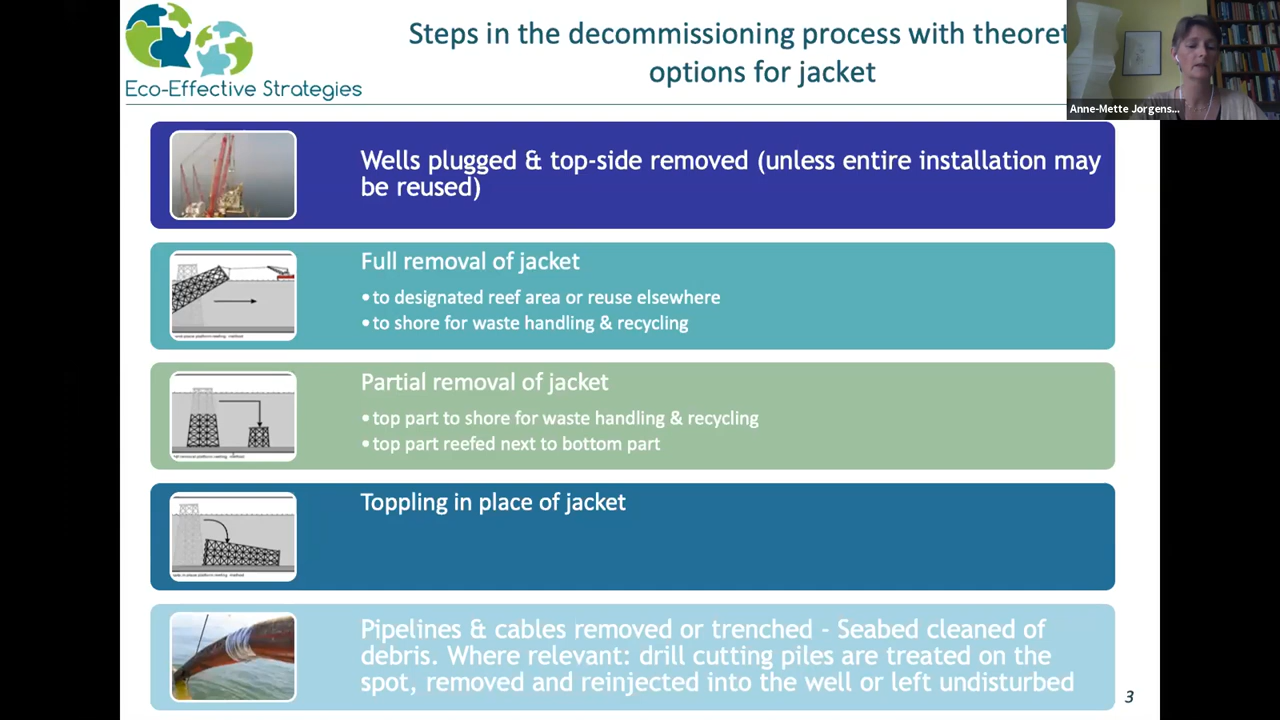 Steps in the decommissioning process with theoret
options for jacket
Eco-Effective Strategies
Anne-Mette Jorgens...
Wells plugged & top-side removed (unless entire installation may
be reused)
Full removal of jacket
• to designated reef area or reuse elsewhere
• to shore for waste handling & recycling
Partial removal of jacket
• top part to shore for waste handling & recycling
• top part reefed next to bottom part
Toppling in place of jacket
Pipelines & cables removed or trenched - Seabed cleaned of
debris. Where relevant: drill cutting piles are treated on the
spot, removed and reinjected into the well or left undisturbed
3